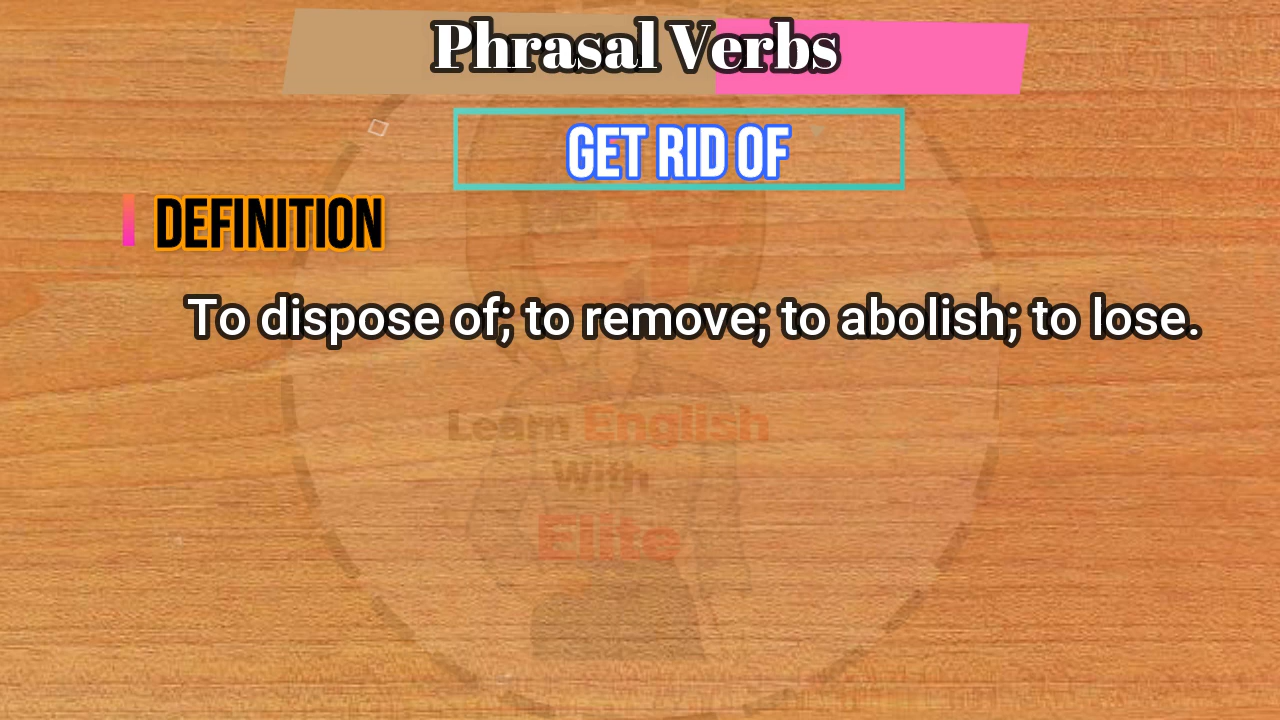 Phrasal Verbs
GET RID OF
DEFINITION
To dispose of; to remove; to abolish; to lose.
Learn English
With
Elite